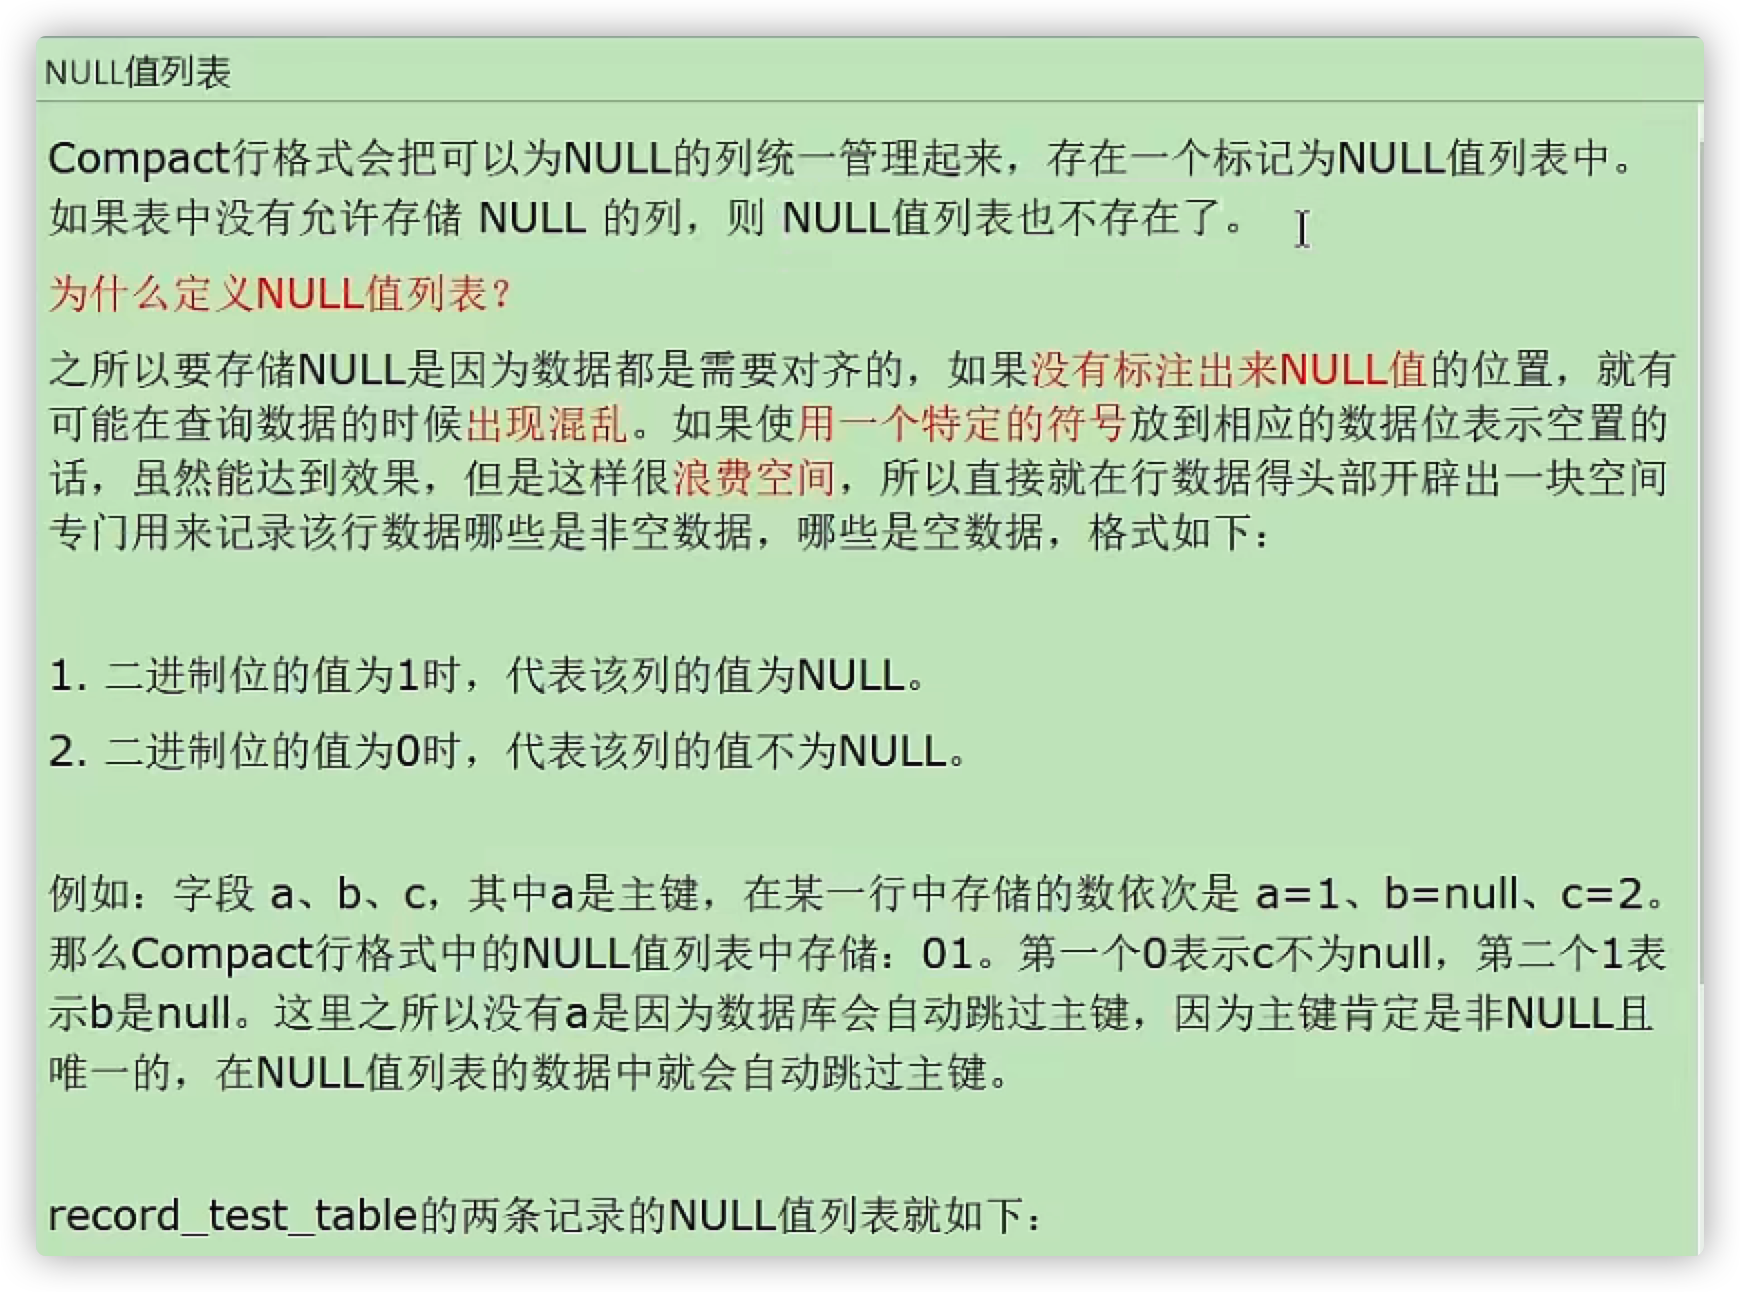 NULL值列表
Compact行格式会把可以为NULL的列统一管理起来，存在一个标记为NULL值列表中。
如果表中没有允许存储 NULL 的列，则 NULL值列表也不存在了。
为什么定义NULL值列表？
之所以要存储NULL是因为数据都是需要对齐的，如果没有标注出来NULL值的位置，就有
可能在查询数据的时候出现混乱。如果使用一个特定的符号放到相应的数据位表示空置的
话，虽然能达到效果，但是这样很浪费空间，所以直接就在行数据得头部开辟出一块空间
专门用来记录该行数据哪些是非空数据，哪些是空数据，格式如下：
1. 二进制位的值为1时，代表该列的值为NULL。
2. 二进制位的值为0时，代表该列的值不为NULL。
例如：字段 a、b、c，其中a是主键，在某一行中存储的数依次是 a=1、b=null、c=2。
那么Compact行格式中的NULL值列表中存储：01。第一个0表示c不为null，第二个1表
示b是null。这里之所以没有a是因为数据库会自动跳过主键，因为主键肯定是非NULL且
唯一的，在NULL值列表的数据中就会自动跳过主键。
record_test_table的两条记录的NULL值列表就如下：